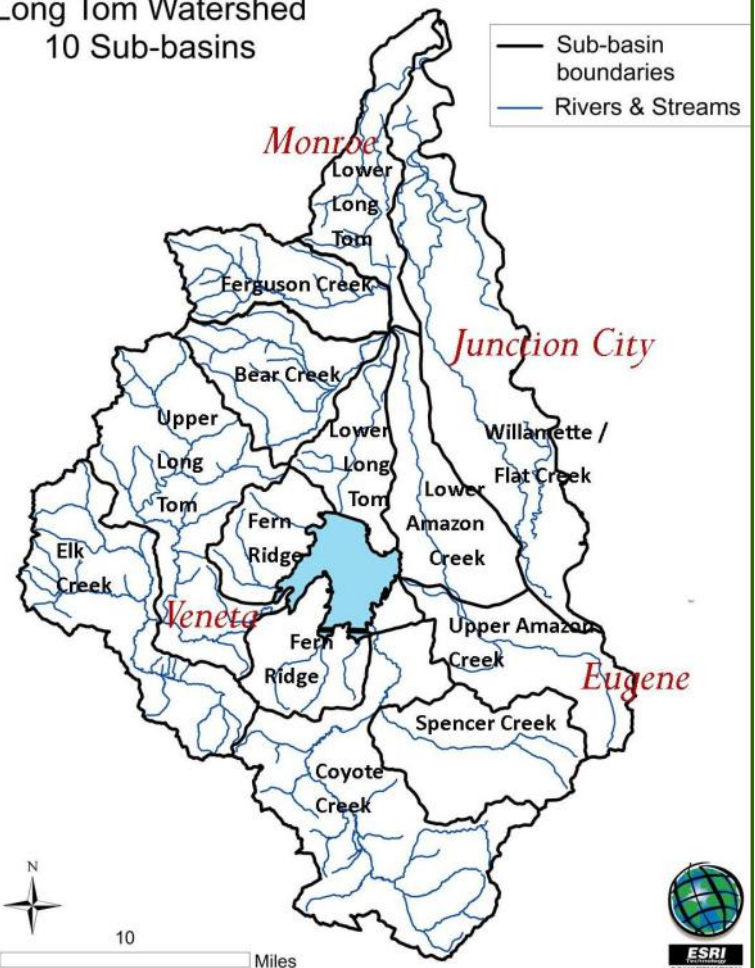 Long Tom Watershed
10 Sub-basins
Sub-basin
boundaries
Rivers & Streams
Monroe
Lower
Long
Tom
Ferguson Creek
Junction City
Bear Creek
Upper
Long
Tom
Lower
Long
Tom
Willamette /
Flat Creek
Lower
Amazon
Creek
Fern
Ridge
Elk
Creek
Veneta
Fern
Ridge
Upper Amazon
Creek
Eugene
Spencer Creek
Coyote
Creek
N
10
Miles
ESRI
Technology